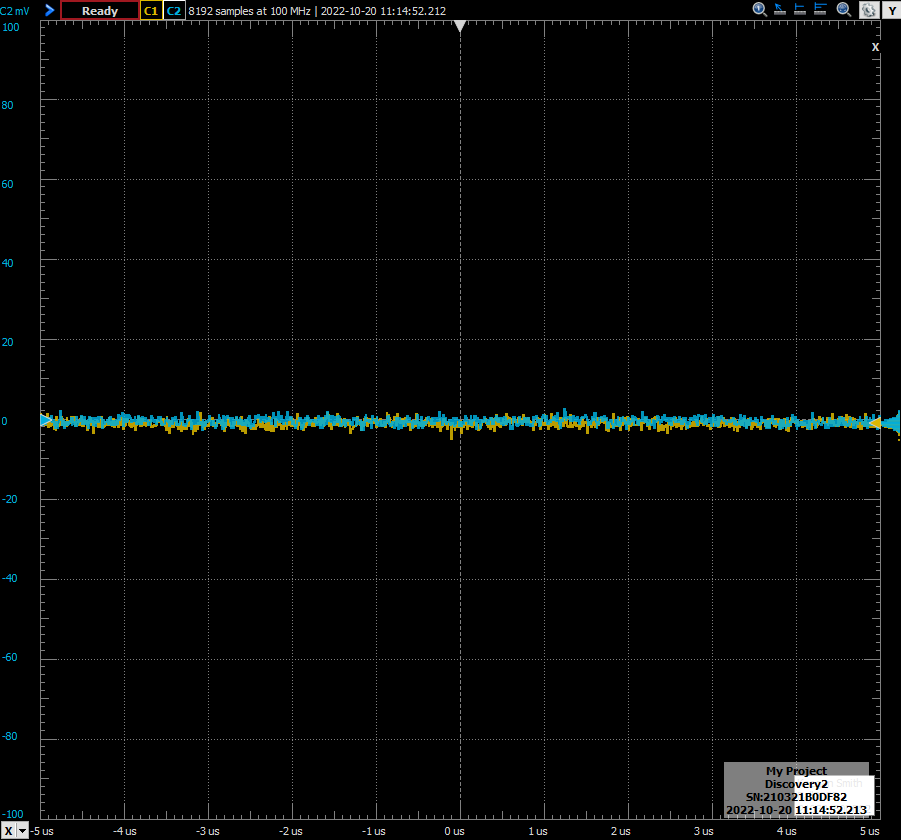 C2 mV Ready C1 C2 8192 samples at 100 MHz | 2022-10-20 11:14:52.212 Y
100
X
80
60
40
20
0
-20
-40
-60
-80
My Project
Discovery2
SN:210321B0DF82
2022-10-20 11:14:52.213
-100
X -5 us -4 us -3 us -2 us -1 us 0 us 1 us 2 us 3 us 4 us 5 us